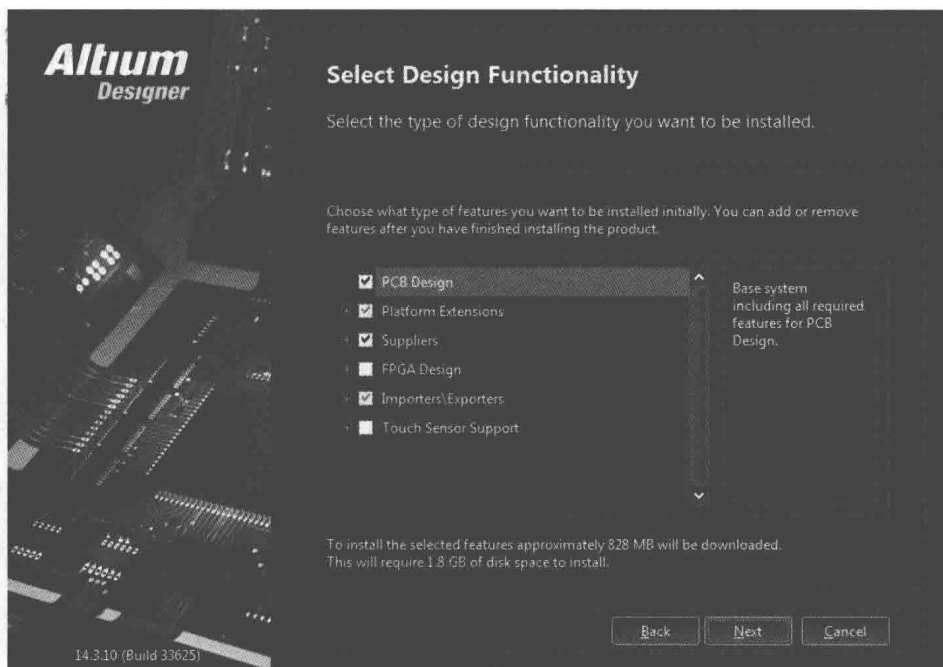 Altium
Designer
Select Design Functionality
Select the type of design functionality you want to be installed.
Choose what type of features you want to be installed initially. You can add or remove
features after you have finished installing the product.
PCB Design
Platform Extensions
Suppliers
FPGA Design
Importers\Exporters
Touch Sensor Support
Base system
including all required
features for PCB
Design.
To install the selected features approximately 828 MB will be downloaded.
This will require 1.8 GB of disk space to install.
Back
Next
Cancel
14.3.10 (Build 33625)